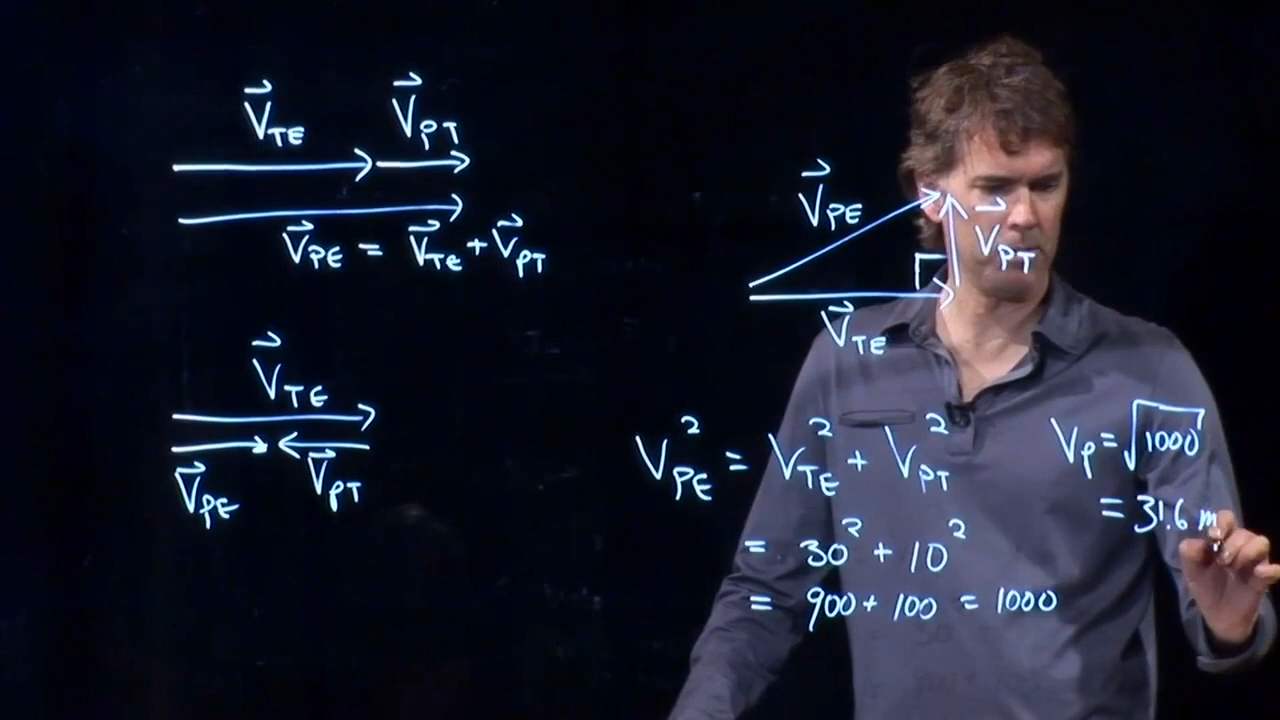 V⃗TE V⃗PT
V⃗PE = V⃗TE + V⃗PT
V⃗TE
V⃗PE V⃗PT
V⃗PE
V⃗PT
V⃗TE
VPE² = VTE² + VPT²
= 30² + 10²
= 900 + 100 = 1000
VP = √1000
= 31.6 m